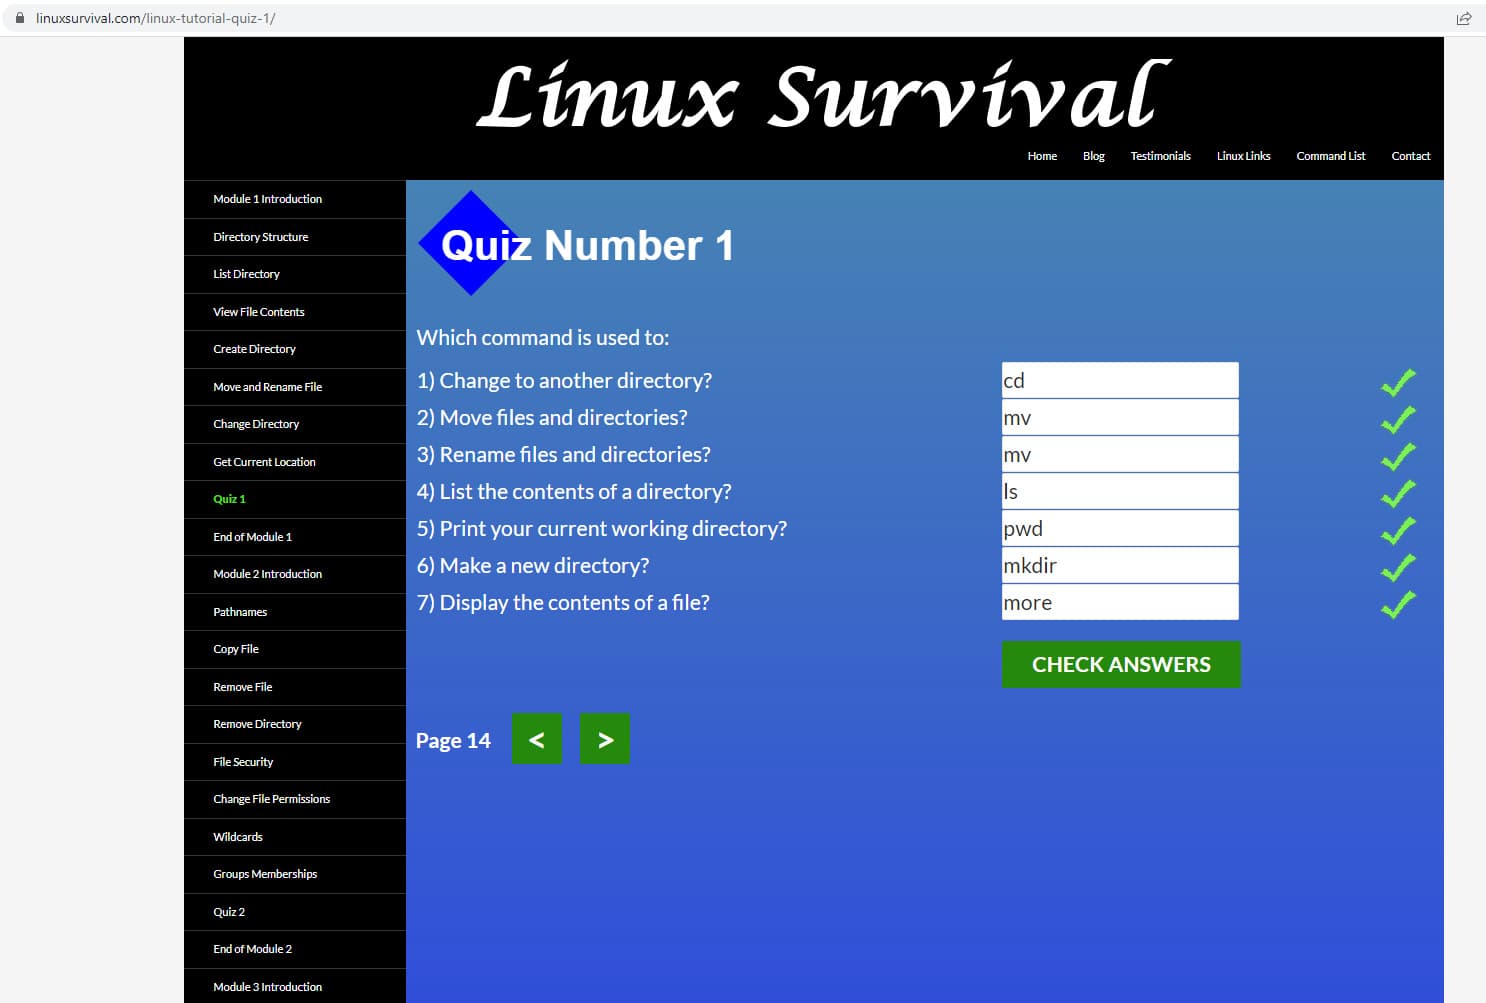 linuxsurvival.com/linux-tutorial-quiz-1/
Linux Survival
Home Blog Testimonials Linux Links Command List Contact
Module 1 Introduction
Directory Structure
List Directory
View File Contents
Create Directory
Move and Rename File
Change Directory
Get Current Location
Quiz 1
End of Module 1
Module 2 Introduction
Pathnames
Copy File
Remove File
Remove Directory
File Security
Change File Permissions
Wildcards
Groups Memberships
Quiz 2
End of Module 2
Module 3 Introduction
Quiz Number 1
Which command is used to:
1) Change to another directory? cd
2) Move files and directories? mv
3) Rename files and directories? mv
4) List the contents of a directory? ls
5) Print your current working directory? pwd
6) Make a new directory? mkdir
7) Display the contents of a file? more
CHECK ANSWERS
Page 14 < >